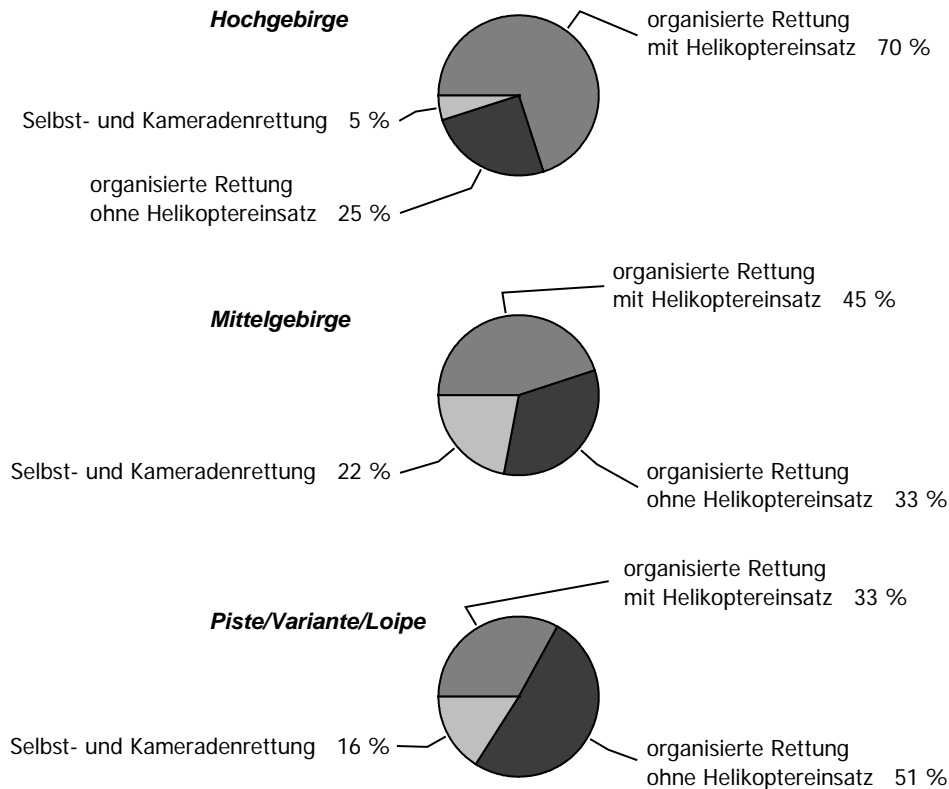 Hochgebirge
organisierte Rettung
mit Helikoptereinsatz 70 %
Selbst- und Kameradenrettung 5 %
organisierte Rettung
ohne Helikoptereinsatz 25 %
Mittelgebirge
organisierte Rettung
mit Helikoptereinsatz 45 %
Selbst- und Kameradenrettung 22 %
organisierte Rettung
ohne Helikoptereinsatz 33 %
Piste/Variante/Loipe
organisierte Rettung
mit Helikoptereinsatz 33 %
Selbst- und Kameradenrettung 16 %
organisierte Rettung
ohne Helikoptereinsatz 51 %